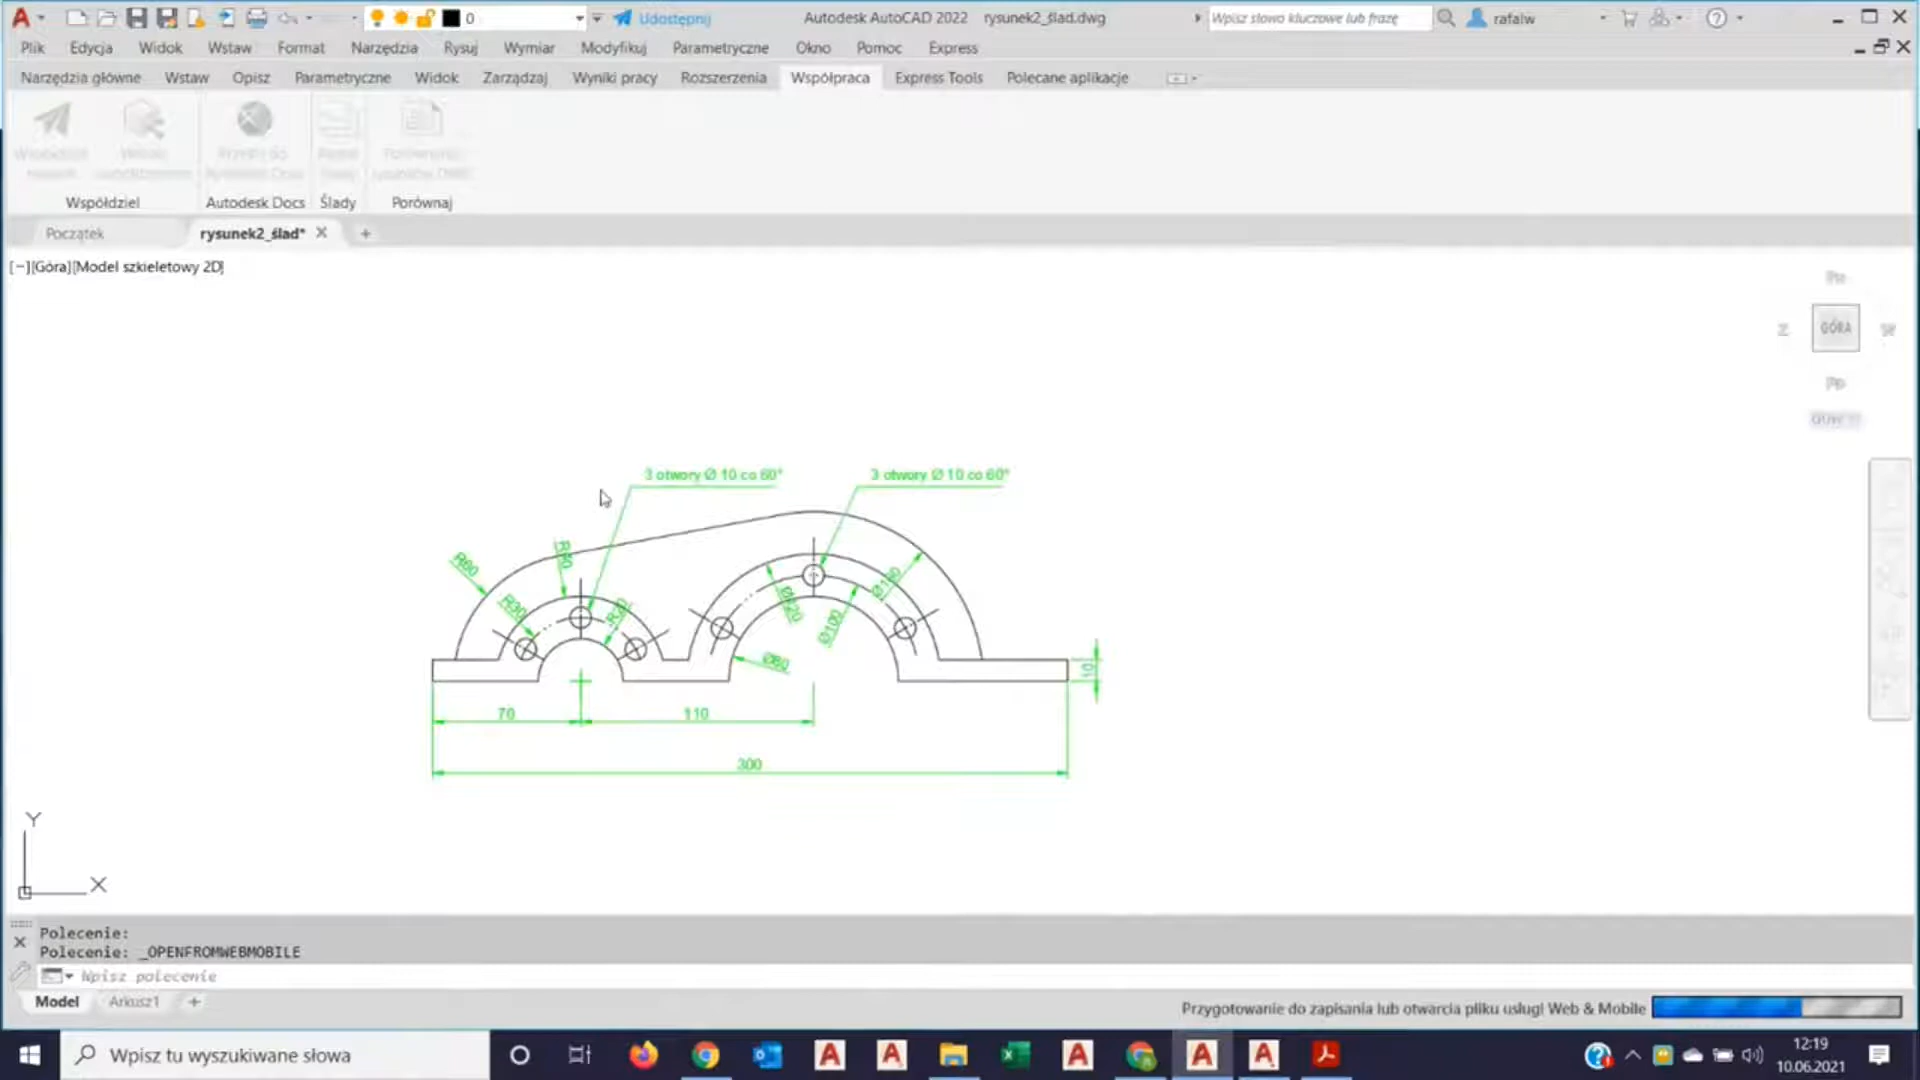 0
Udostępnij
Autodesk AutoCAD 2022 rysunek2_ślad.dwg
Wpisz słowo kluczowe lub frazę
rafalw
Plik Edycja Widok Wstaw Format Narzędzia Rysuj Wymiar Modyfikuj Parametryczne Okno Pomoc Express
Narzędzia główne Wstaw Opisz Parametryczne Widok Zarządzaj Wyniki pracy Rozszerzenia Współpraca Express Tools Polecane aplikacje
Współdziel Autodesk Docs Ślady Porównaj
Początek rysunek2_ślad*
[−][Góra][Model szkieletowy 2D]
GÓRA
Z
3 otwory Ø 10 co 60° 3 otwory Ø 10 co 60°
R60
R30
R20
Ø100
Ø80
10
70 110
300
Y
X
Polecenie:
Polecenie: _OPENFROMWEBMOBILE
Wpisz polecenie
Model Arkusz1 +
Przygotowanie do zapisania lub otwarcia pliku usługi Web & Mobile
Wpisz tu wyszukiwane słowa
12:19
10.06.2021